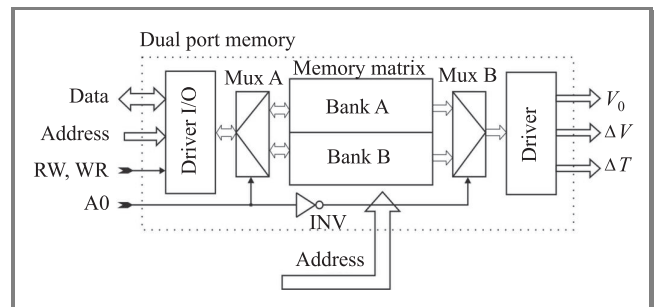 Dual port memory
Mux A
Memory matrix
Mux B
Data
Driver I/O
Bank A
Driver
V0
Address
ΔV
RW, WR
Bank B
ΔT
A0
INV
Address